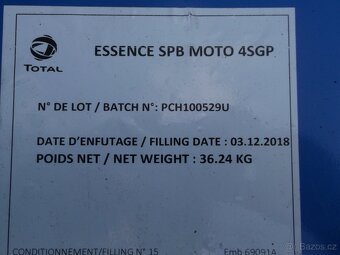 ESSENCE SPB MOTO 4SGP
TOTAL
N° DE LOT / BATCH N°: PCH100529U
DATE D'ENFUTAGE / FILLING DATE : 03.12.2018
POIDS NET / NET WEIGHT : 36.24 KG
CONDITIONNEMENT/FILLING N° 15
Emb 69091A
Bazos.cz